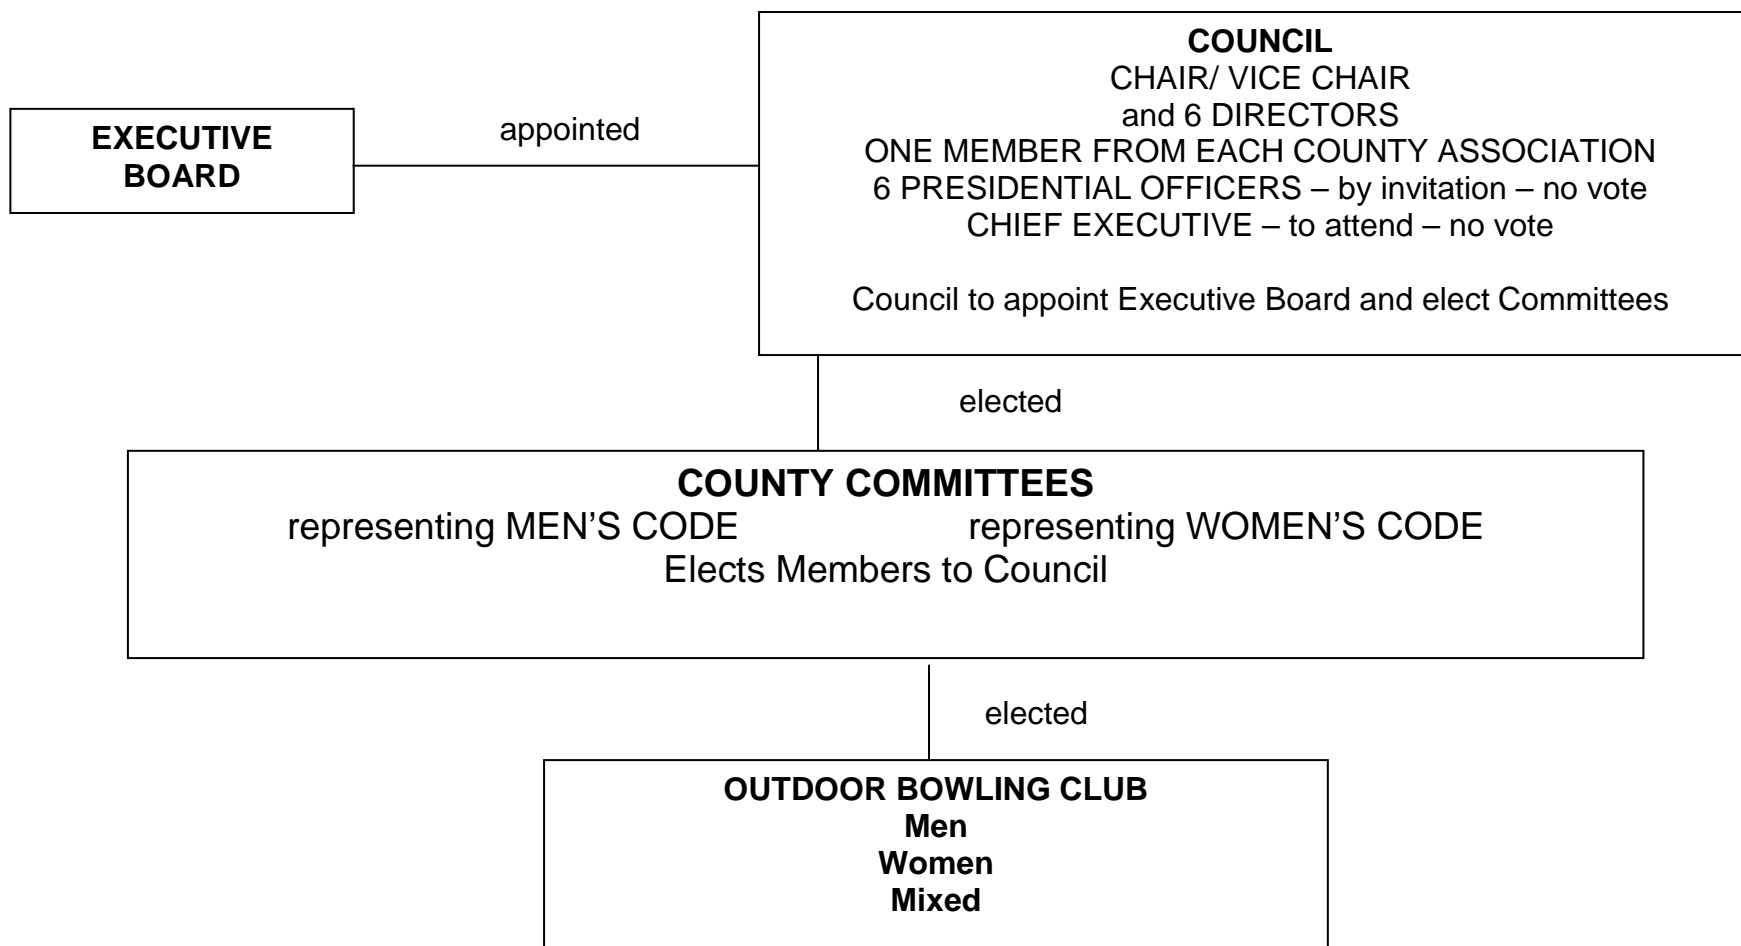 COUNCIL
CHAIR/ VICE CHAIR
and 6 DIRECTORS
ONE MEMBER FROM EACH COUNTY ASSOCIATION
6 PRESIDENTIAL OFFICERS – by invitation – no vote
CHIEF EXECUTIVE – to attend – no vote
Council to appoint Executive Board and elect Committees
EXECUTIVE
BOARD
appointed
elected
COUNTY COMMITTEES
representing MEN’S CODE representing WOMEN’S CODE
Elects Members to Council
elected
OUTDOOR BOWLING CLUB
Men
Women
Mixed